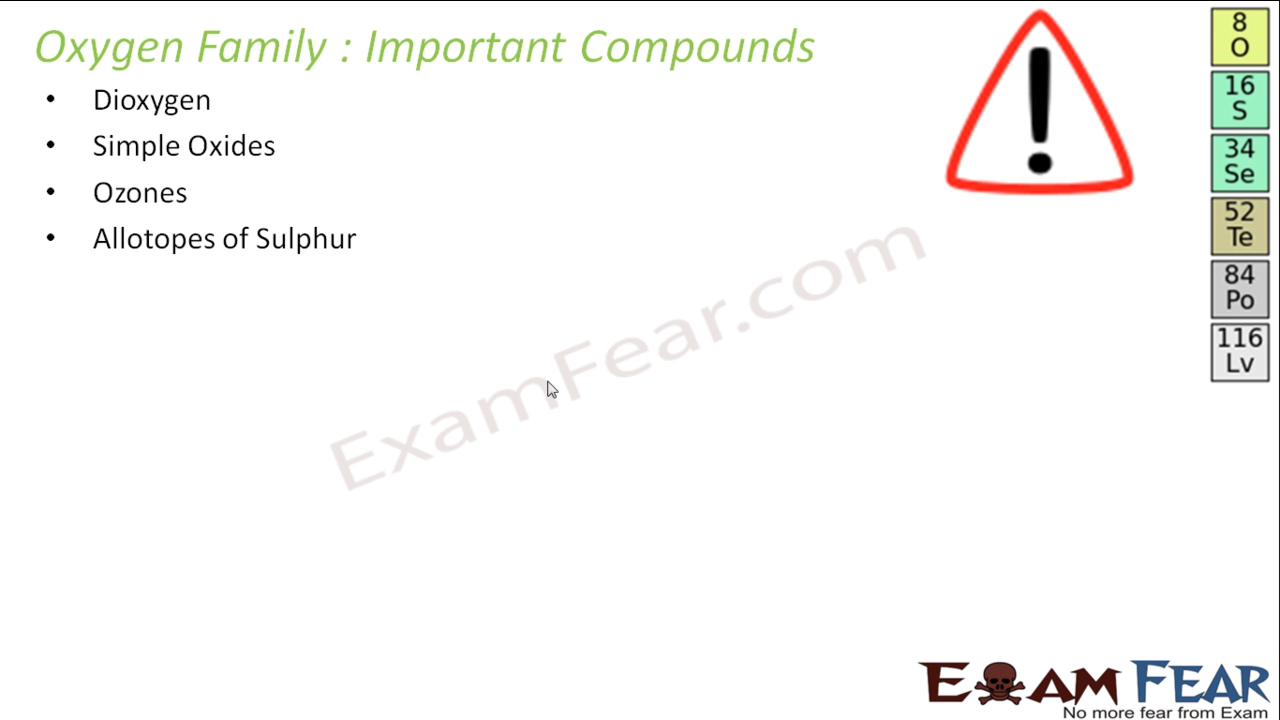 Oxygen Family : Important Compounds
• Dioxygen
• Simple Oxides
• Ozones
• Allotopes of Sulphur
8
O
16
S
34
Se
52
Te
84
Po
116
Lv
ExamFear.com
EXAM FEAR
No more fear from Exam